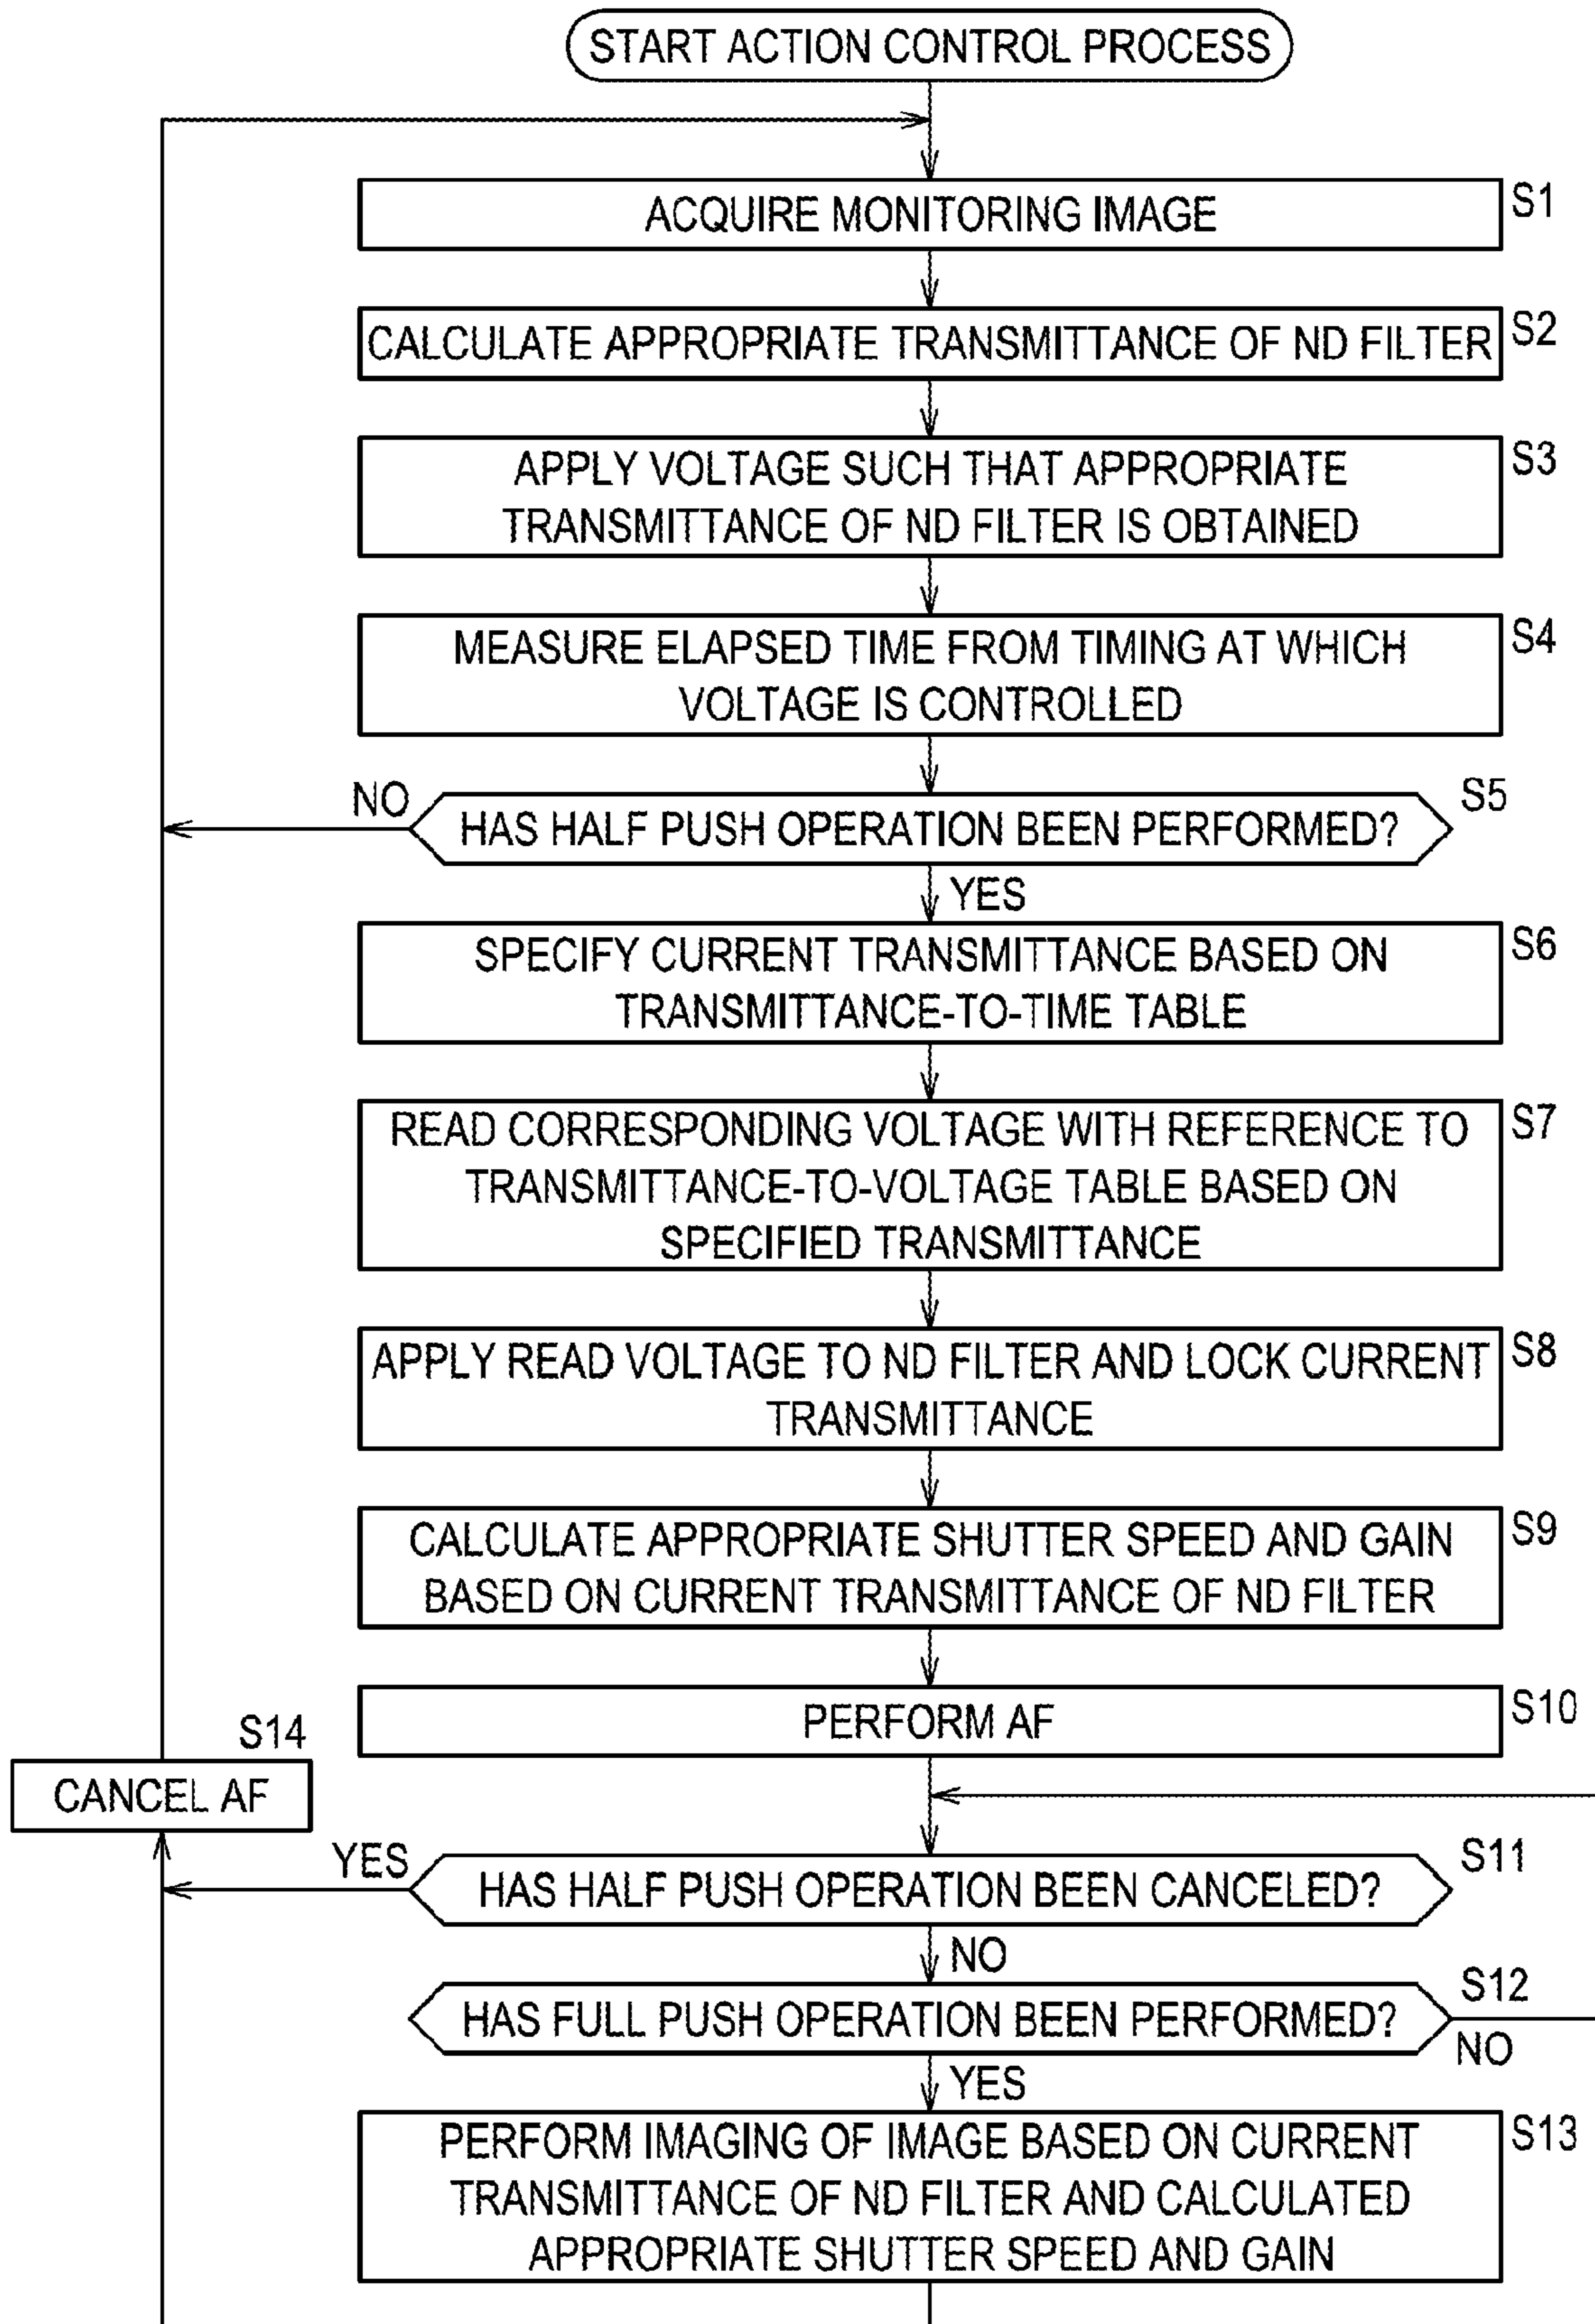 START ACTION CONTROL PROCESS
ACQUIRE MONITORING IMAGE
S1
CALCULATE APPROPRIATE TRANSMITTANCE OF ND FILTER
S2
APPLY VOLTAGE SUCH THAT APPROPRIATE
TRANSMITTANCE OF ND FILTER IS OBTAINED
S3
MEASURE ELAPSED TIME FROM TIMING AT WHICH
VOLTAGE IS CONTROLLED
S4
NO
HAS HALF PUSH OPERATION BEEN PERFORMED?
S5
YES
SPECIFY CURRENT TRANSMITTANCE BASED ON
TRANSMITTANCE-TO-TIME TABLE
S6
READ CORRESPONDING VOLTAGE WITH REFERENCE TO
TRANSMITTANCE-TO-VOLTAGE TABLE BASED ON
SPECIFIED TRANSMITTANCE
S7
APPLY READ VOLTAGE TO ND FILTER AND LOCK CURRENT
TRANSMITTANCE
S8
CALCULATE APPROPRIATE SHUTTER SPEED AND GAIN
BASED ON CURRENT TRANSMITTANCE OF ND FILTER
S9
PERFORM AF
S10
S14
CANCEL AF
YES
HAS HALF PUSH OPERATION BEEN CANCELED?
S11
NO
HAS FULL PUSH OPERATION BEEN PERFORMED?
S12
NO
YES
PERFORM IMAGING OF IMAGE BASED ON CURRENT
TRANSMITTANCE OF ND FILTER AND CALCULATED
APPROPRIATE SHUTTER SPEED AND GAIN
S13